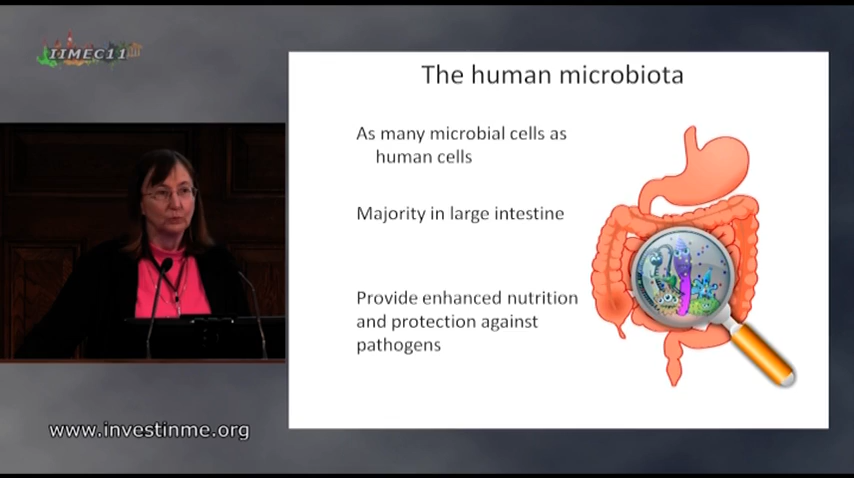 IIMEC11
The human microbiota
As many microbial cells as
human cells
Majority in large intestine
Provide enhanced nutrition
and protection against
pathogens
www.investinme.org